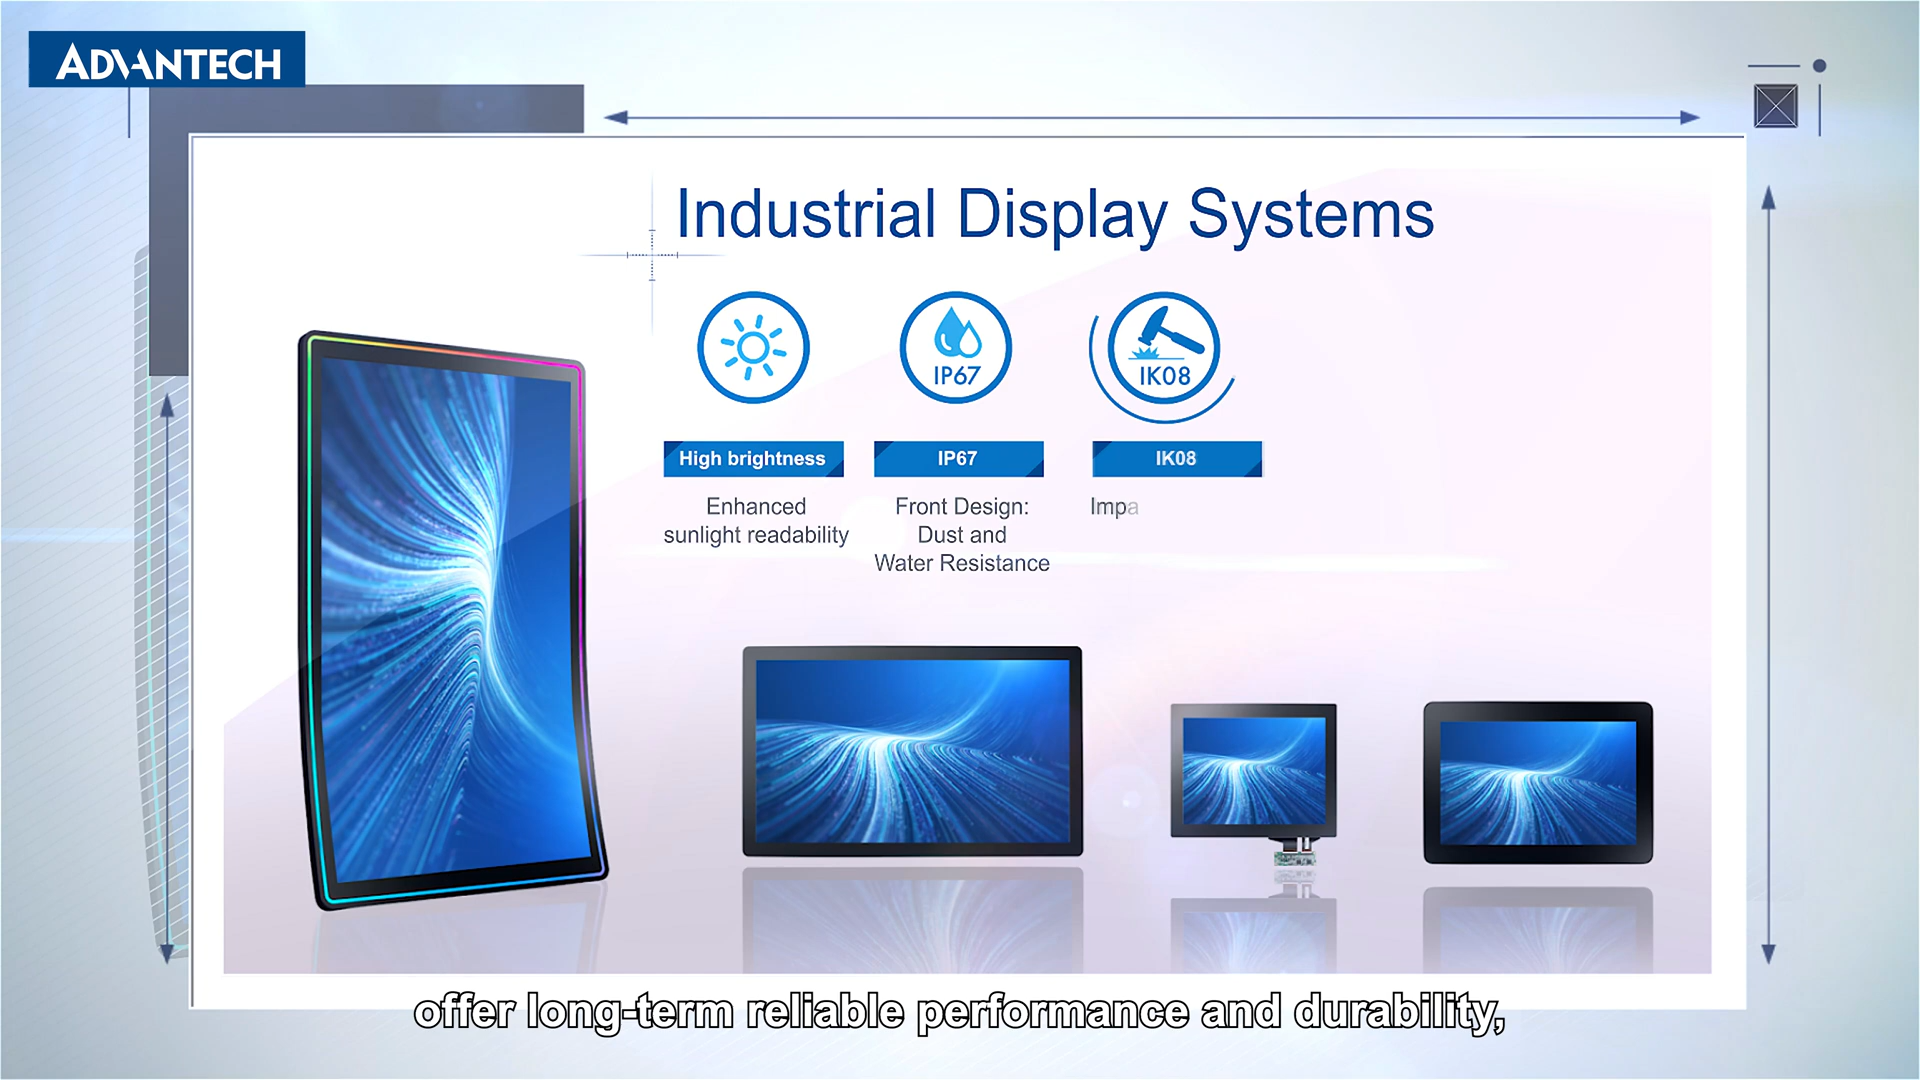 ADVANTECH
Industrial Display Systems
IP67
IK08
High brightness
IP67
IK08
Enhanced
sunlight readability
Front Design:
Dust and
Water Resistance
Impa
offer long-term reliable performance and durability,